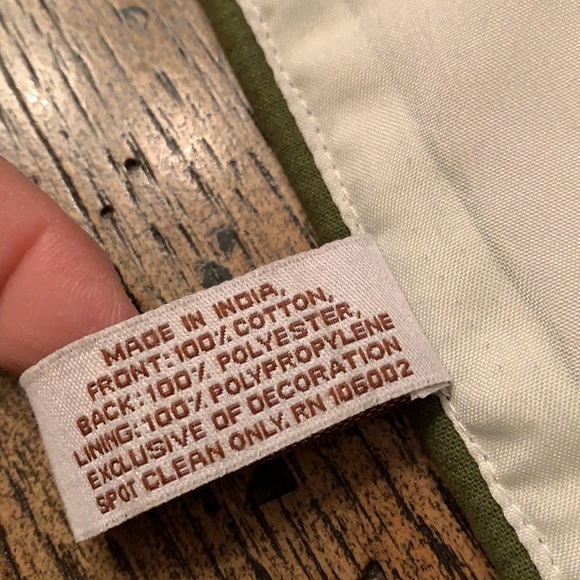 MADE IN INDIA,
FRONT: 100% COTTON,
BACK: 100% POLYESTER,
LINING: 100% POLYPROPYLENE
EXCLUSIVE OF DECORATION
SPOT CLEAN ONLY. RN 106002